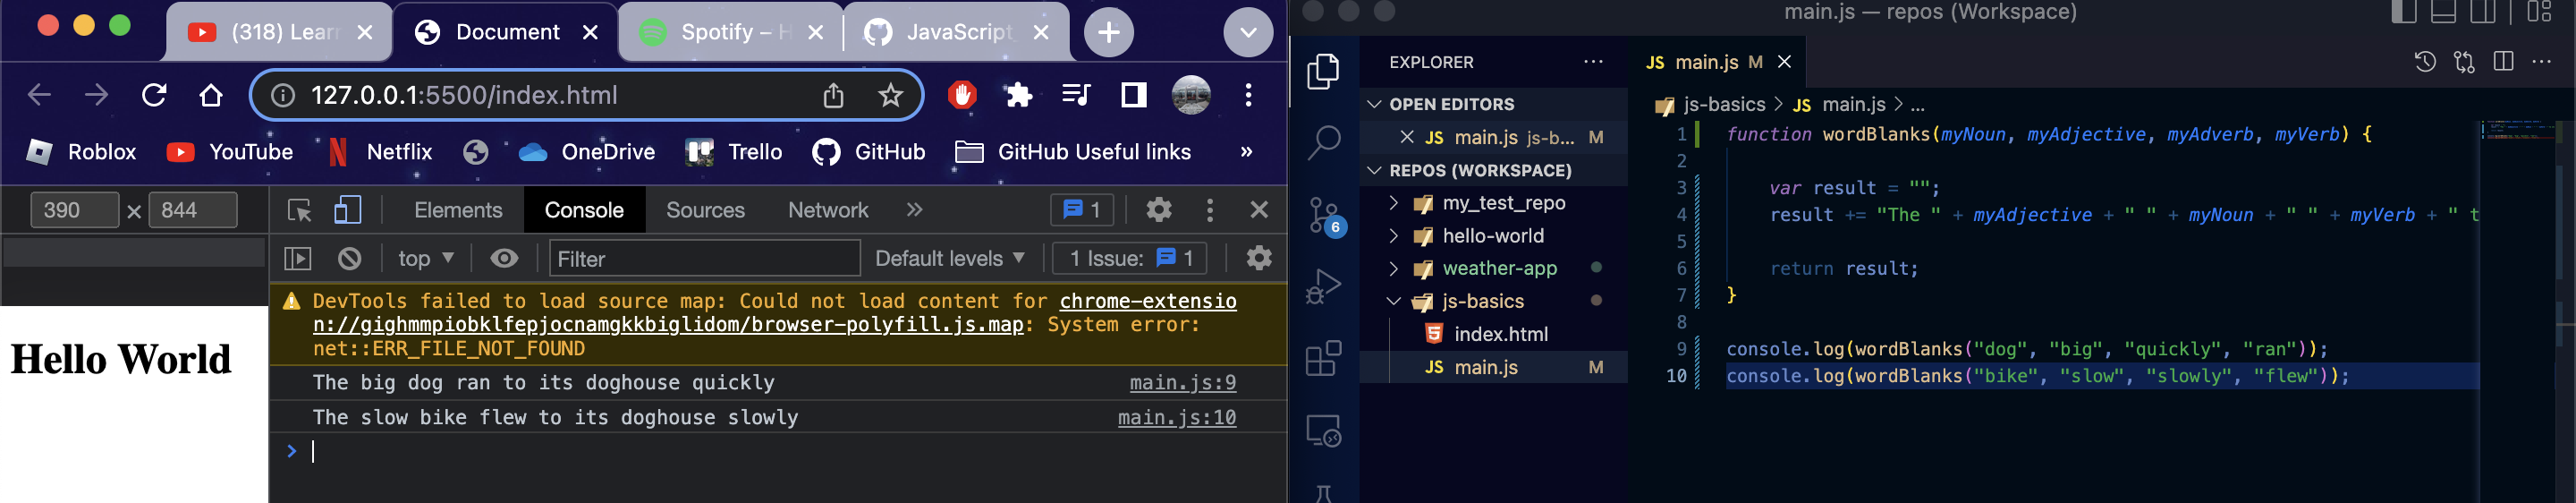 (318) Lear
Document
Spotify – H
JavaScript
127.0.0.1:5500/index.html
Roblox
YouTube
Netflix
OneDrive
Trello
GitHub
GitHub Useful links
»
390 × 844
Elements
Console
Sources
Network
»
1
top
Filter
Default levels
1 Issue: 1
DevTools failed to load source map: Could not load content for chrome-extensio
n://gighmmpiobklfepjocnamgkkbiglidom/browser-polyfill.js.map: System error:
net::ERR_FILE_NOT_FOUND
The big dog ran to its doghouse quickly main.js:9
The slow bike flew to its doghouse slowly main.js:10
>
Hello World
main.js — repos (Workspace)
EXPLORER
OPEN EDITORS
JS main.js js-b... M
REPOS (WORKSPACE)
my_test_repo
hello-world
weather-app
js-basics
index.html
JS main.js M
6
JS main.js M
js-basics > JS main.js > ...
1 function wordBlanks(myNoun, myAdjective, myAdverb, myVerb) {
2
3 var result = "";
4 result += "The " + myAdjective + " " + myNoun + " " + myVerb + " t
5
6 return result;
7 }
8
9 console.log(wordBlanks("dog", "big", "quickly", "ran"));
10 console.log(wordBlanks("bike", "slow", "slowly", "flew"));